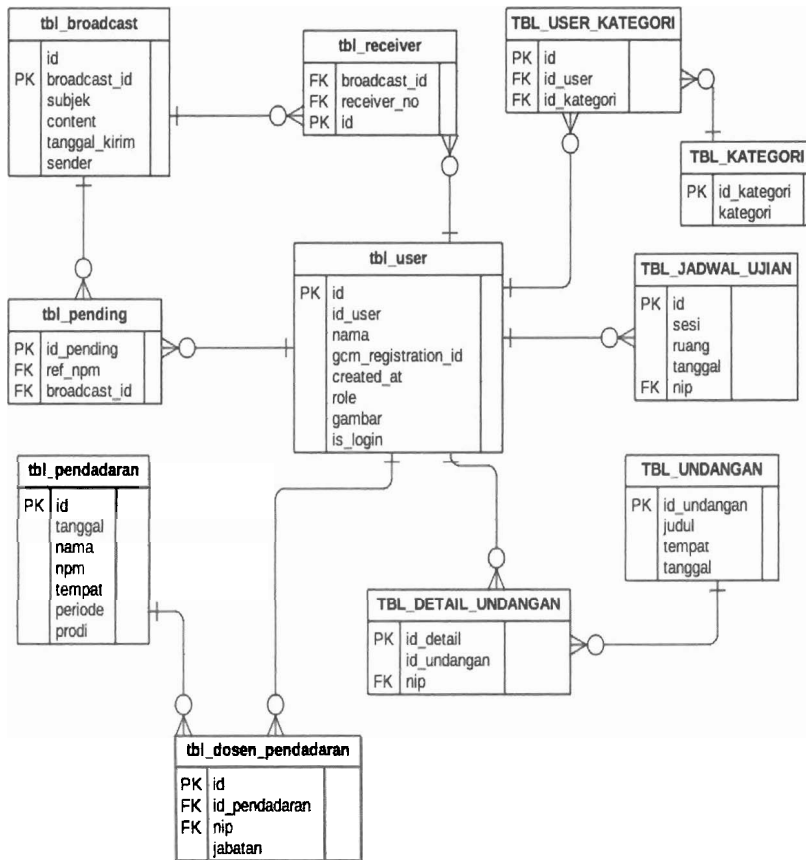 tbl_broadcast
id
PK broadcast_id
subjek
content
tanggal_kirim
sender
tbl_receiver
FK broadcast_id
FK receiver_no
PK id
TBL_USER_KATEGORI
PK id
FK id_user
FK id_kategori
TBL_KATEGORI
PK id_kategori
kategori
tbl_user
PK id
id_user
nama
gcm_registration_id
created_at
role
gambar
is_login
TBL_JADWAL_UJIAN
PK id
sesi
ruang
tanggal
FK nip
tbl_pending
PK id_pending
FK ref_npm
FK broadcast_id
tbl_pendadaran
PK id
tanggal
nama
npm
tempat
periode
prodi
TBL_UNDANGAN
PK id_undangan
judul
tempat
tanggal
TBL_DETAIL_UNDANGAN
PK id_detail
id_undangan
FK nip
tbl_dosen_pendadaran
PK id
FK id_pendadaran
FK nip
jabatan